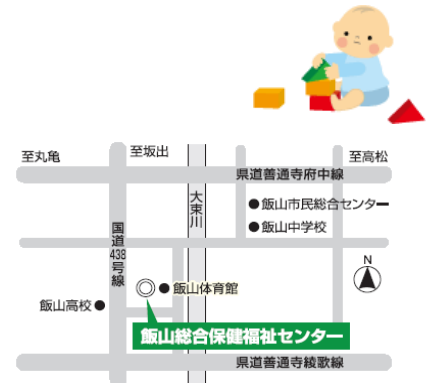 至丸亀
至坂出
至高松
県道善通寺府中線
大束川
飯山市民総合センター
飯山中学校
国道438号線
N
飯山体育館
飯山高校
飯山総合保健福祉センター
県道善通寺綾歌線